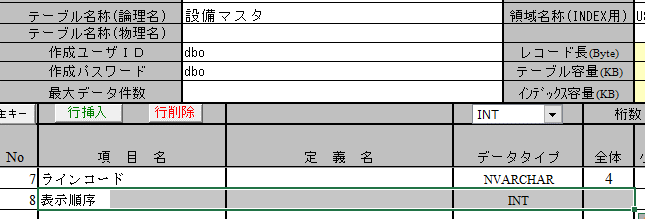 テーブル名称(論理名) 設備マスタ 領域名称(INDEX用)
テーブル名称(物理名)
作成ユーザＩＤ dbo レコード長(Byte)
作成パスワード dbo テーブル容量(KB)
最大データ件数 ｲﾝﾃﾞｯｸｽ容量(KB)
主キー 行挿入 行削除 INT 桁数
No 項 目 名 定 義 名 データタイプ 全体
7 ラインコード NVARCHAR 4
8 表示順序 INT